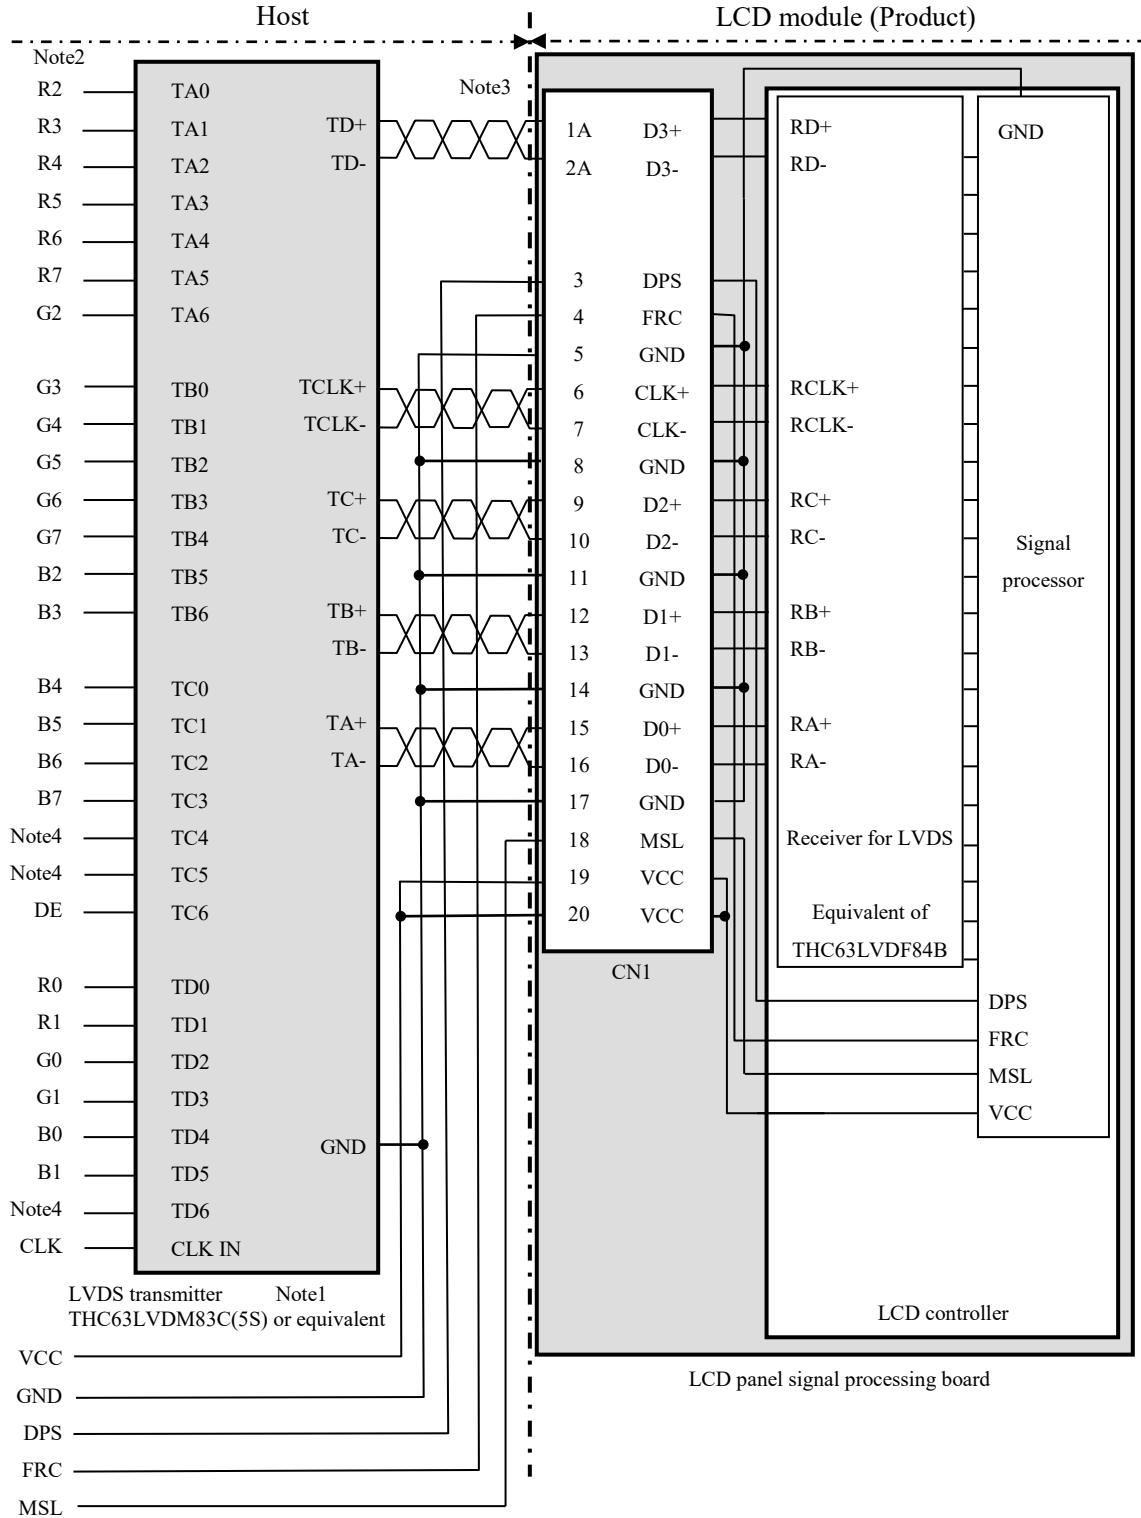 Host
LCD module (Product)
Note2
Note3
R2 TA0
R3 TA1
R4 TA2
R5 TA3
R6 TA4
R7 TA5
G2 TA6
G3 TB0
G4 TB1
G5 TB2
G6 TB3
G7 TB4
B2 TB5
B3 TB6
B4 TC0
B5 TC1
B6 TC2
B7 TC3
Note4 TC4
Note4 TC5
DE TC6
R0 TD0
R1 TD1
G0 TD2
G1 TD3
B0 TD4
B1 TD5
Note4 TD6
CLK CLK IN
TD+
TD-
TCLK+
TCLK-
TC+
TC-
TB+
TB-
TA+
TA-
GND
LVDS transmitter Note1
THC63LVDM83C(5S) or equivalent
VCC
GND
DPS
FRC
MSL
1A D3+
2A D3-
3 DPS
4 FRC
5 GND
6 CLK+
7 CLK-
8 GND
9 D2+
10 D2-
11 GND
12 D1+
13 D1-
14 GND
15 D0+
16 D0-
17 GND
18 MSL
19 VCC
20 VCC
CN1
RD+
RD-
RCLK+
RCLK-
RC+
RC-
RB+
RB-
RA+
RA-
Receiver for LVDS
Equivalent of
THC63LVDF84B
GND
Signal
processor
DPS
FRC
MSL
VCC
LCD controller
LCD panel signal processing board